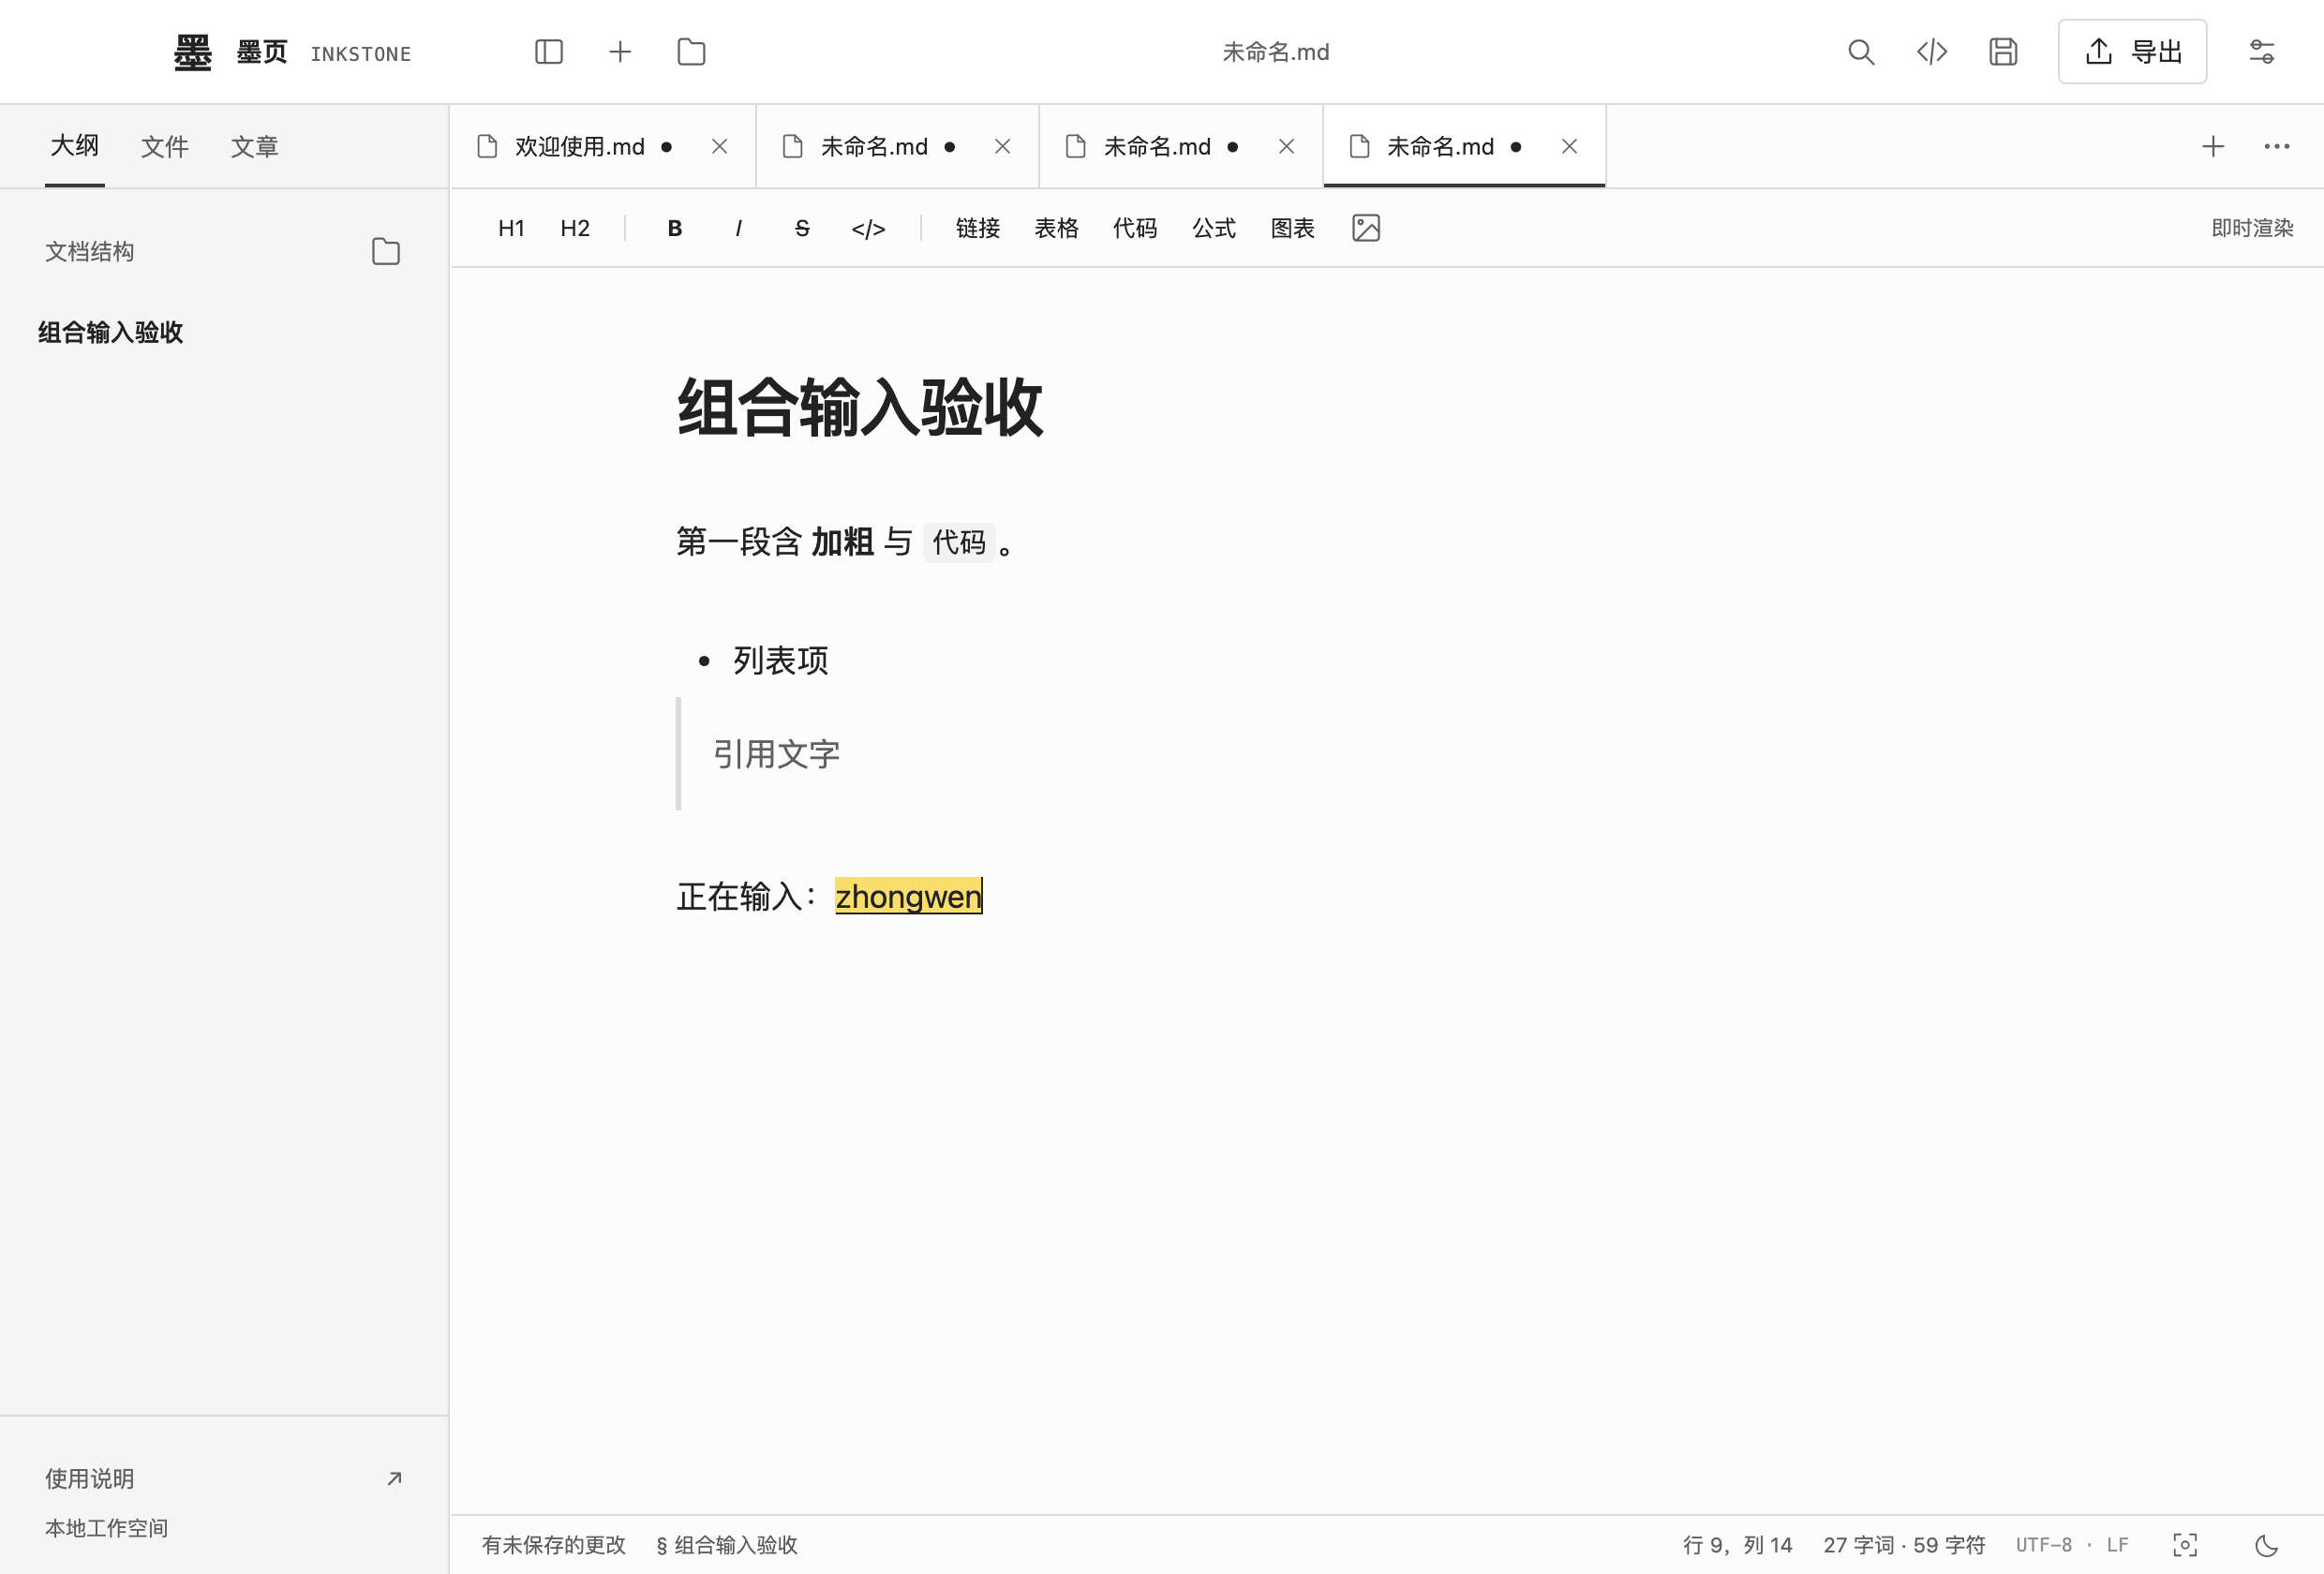 墨 墨页 INKSTONE 未命名.md 导出
大纲 文件 文章 欢迎使用.md 未命名.md 未命名.md 未命名.md
H1 H2 B I S </> 链接 表格 代码 公式 图表 即时渲染
文档结构
组合输入验收
组合输入验收
第一段含 加粗 与 代码。
列表项
引用文字
正在输入：zhongwen
使用说明
本地工作空间
有未保存的更改 § 组合输入验收 行 9，列 14 27 字词 · 59 字符 UTF-8 · LF